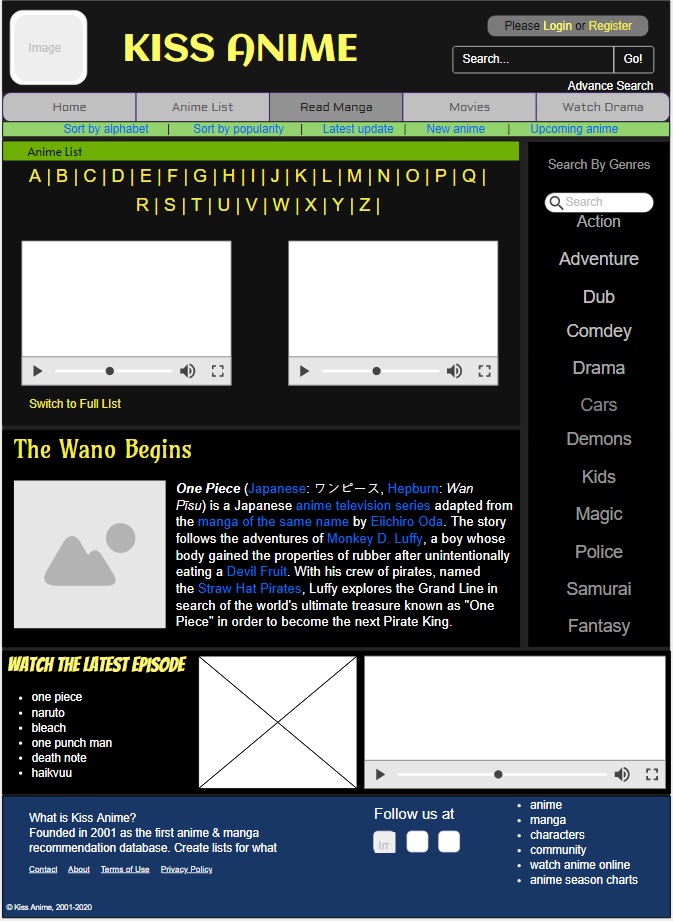 Image
KISS ANIME
Please Login or Register
Search...
Go!
Advance Search
Home
Anime List
Read Manga
Movies
Watch Drama
Sort by alphabet | Sort by popularity | Latest update | New anime | Upcoming anime
Anime List
A | B | C | D | E | F | G | H | I | J | K | L | M | N | O | P | Q |
R | S | T | U | V | W | X | Y | Z |
Switch to Full LIst
Search By Genres
Search
Action
Adventure
Dub
Comdey
Drama
Cars
Demons
Kids
Magic
Police
Samurai
Fantasy
The Wano Begins
One Piece (Japanese: ワンピース, Hepburn: Wan
Pīsu) is a Japanese anime television series adapted from
the manga of the same name by Eiichiro Oda. The story
follows the adventures of Monkey D. Luffy, a boy whose
body gained the properties of rubber after unintentionally
eating a Devil Fruit. With his crew of pirates, named
the Straw Hat Pirates, Luffy explores the Grand Line in
search of the world's ultimate treasure known as "One
Piece" in order to become the next Pirate King.
WATCH THE LATEST EPISODE
• one piece
• naruto
• bleach
• one punch man
• death note
• haikvuu
What is Kiss Anime?
Founded in 2001 as the first anime & manga
recommendation database. Create lists for what
Contact About Terms of Use Privacy Policy
© Kiss Anime, 2001-2020
Follow us at
Im
• anime
• manga
• characters
• community
• watch anime online
• anime season charts